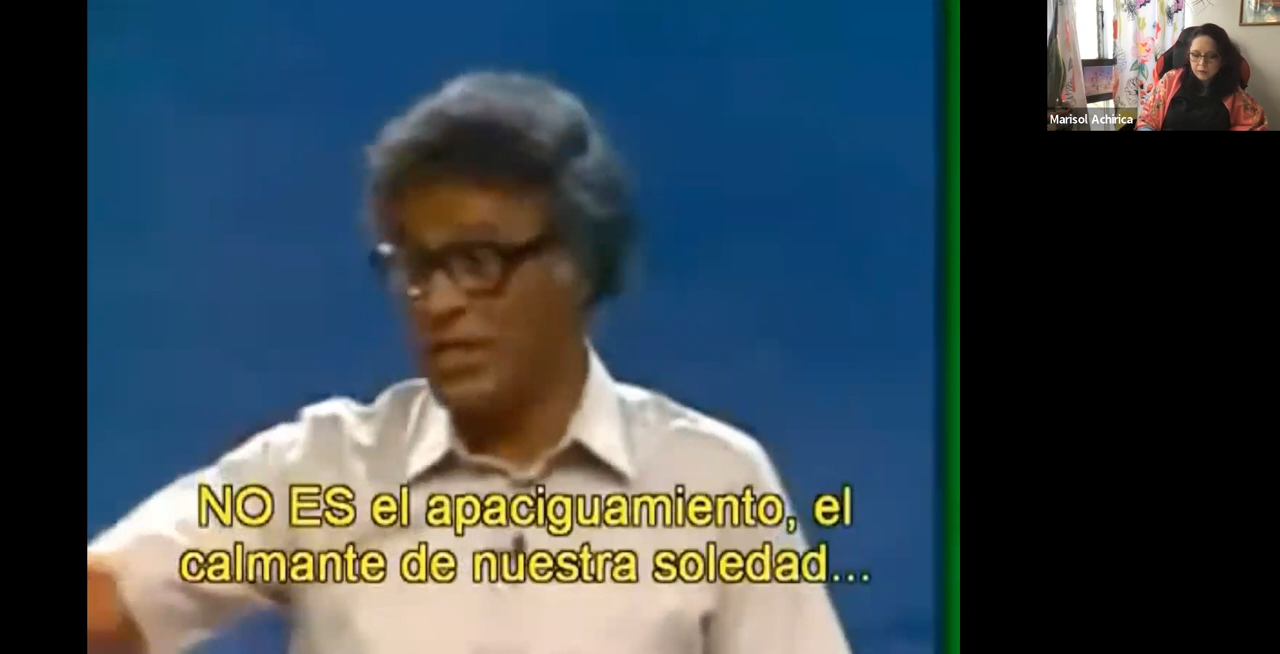 NO ES el apaciguamiento, el
calmante de nuestra soledad...
Marisol Achirica